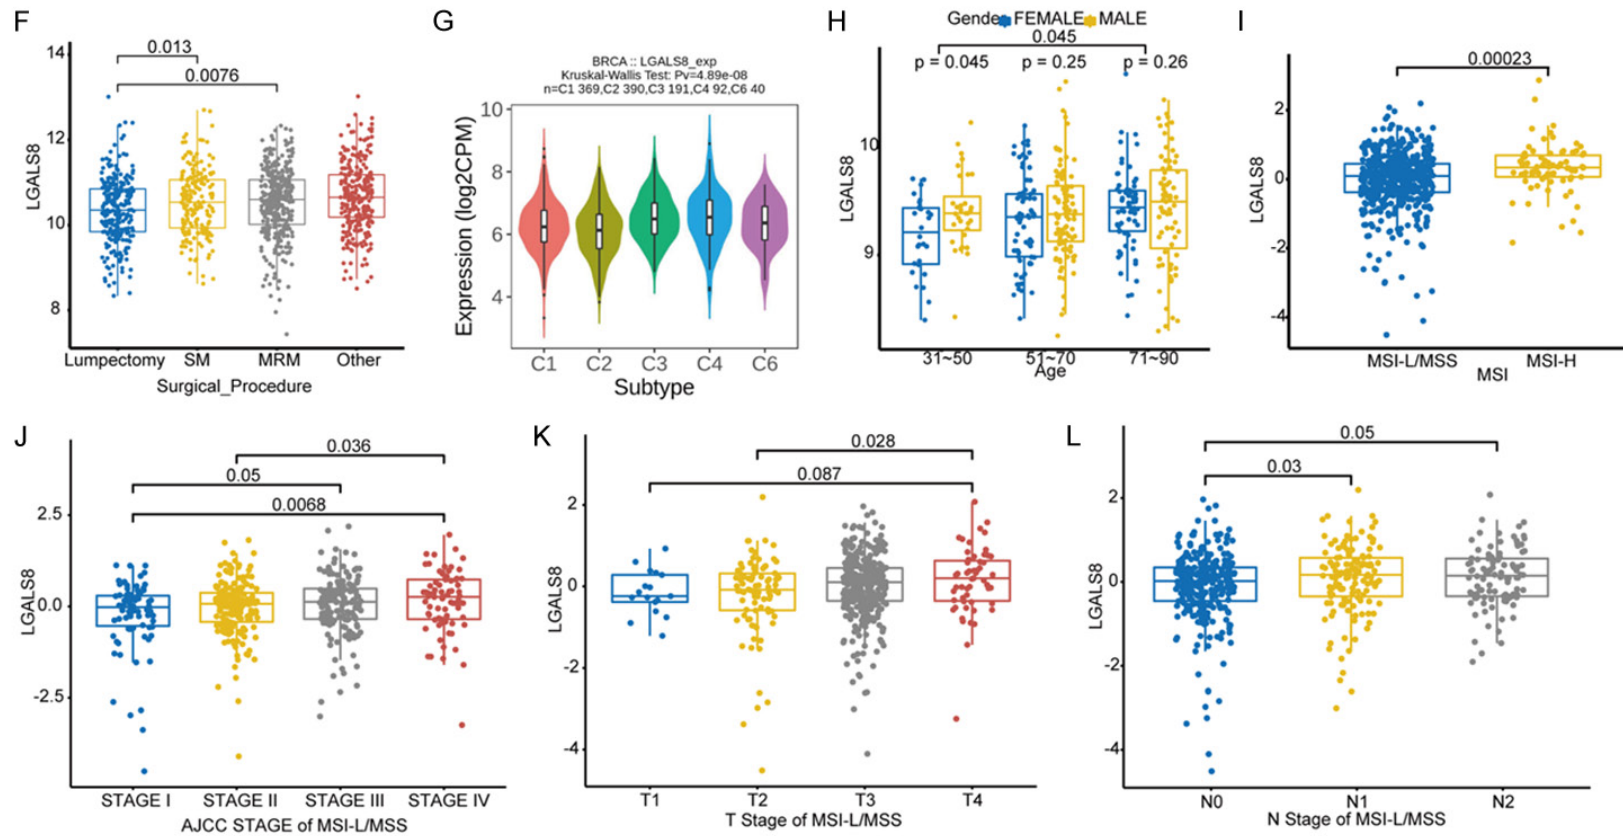 F
14
12
10
8
LGALS8
0.013
0.0076
Lumpectomy SM MRM Other
Surgical_Procedure
G
BRCA :: LGALS8_exp
Kruskal-Wallis Test: Pv=4.89e-08
n=C1 369,C2 390,C3 191,C4 92,C6 40
Expression (log2CPM)
10
8
6
4
C1 C2 C3 C4 C6
Subtype
H
Gender FEMALE MALE
0.045
p = 0.045 p = 0.25 p = 0.26
LGALS8
10
9
31~50 51~70 71~90
Age
I
0.00023
LGALS8
2
0
-2
-4
MSI-L/MSS MSI-H
MSI
J
0.036
0.05
0.0068
LGALS8
2.5
0.0
-2.5
STAGE I STAGE II STAGE III STAGE IV
AJCC STAGE of MSI-L/MSS
K
0.028
0.087
LGALS8
2
0
-2
-4
T1 T2 T3 T4
T Stage of MSI-L/MSS
L
0.05
0.03
LGALS8
2
0
-2
-4
N0 N1 N2
N Stage of MSI-L/MSS